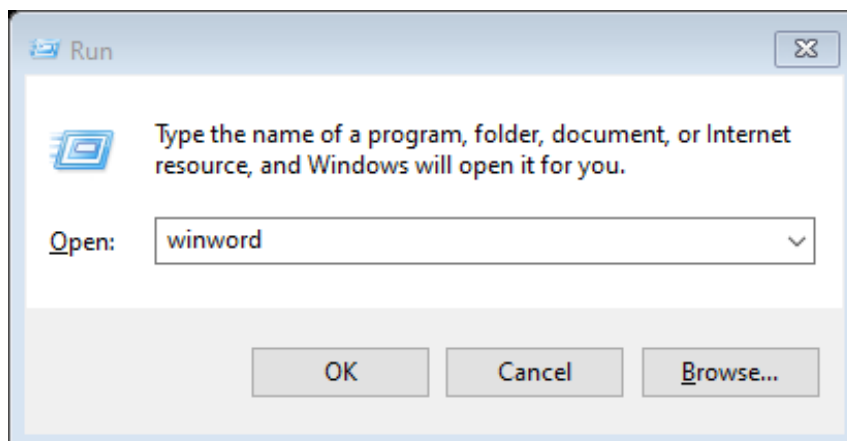 Run
Type the name of a program, folder, document, or Internet
resource, and Windows will open it for you.
Open: winword
OK Cancel Browse...